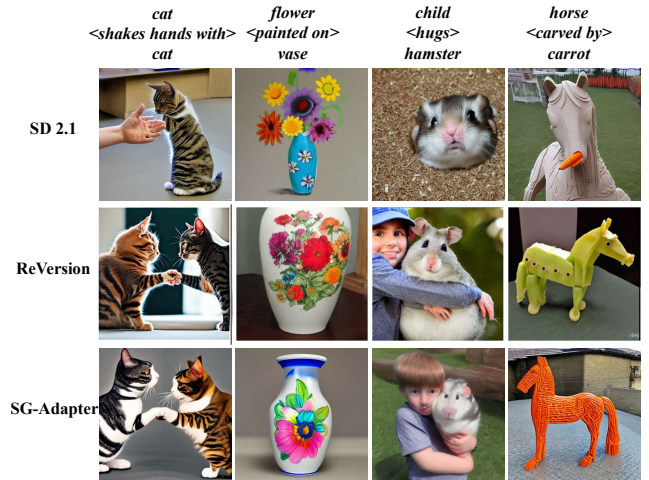 cat
<shakes hands with>
cat
flower
<painted on>
vase
child
<hugs>
hamster
horse
<carved by>
carrot
SD 2.1
ReVersion
SG-Adapter